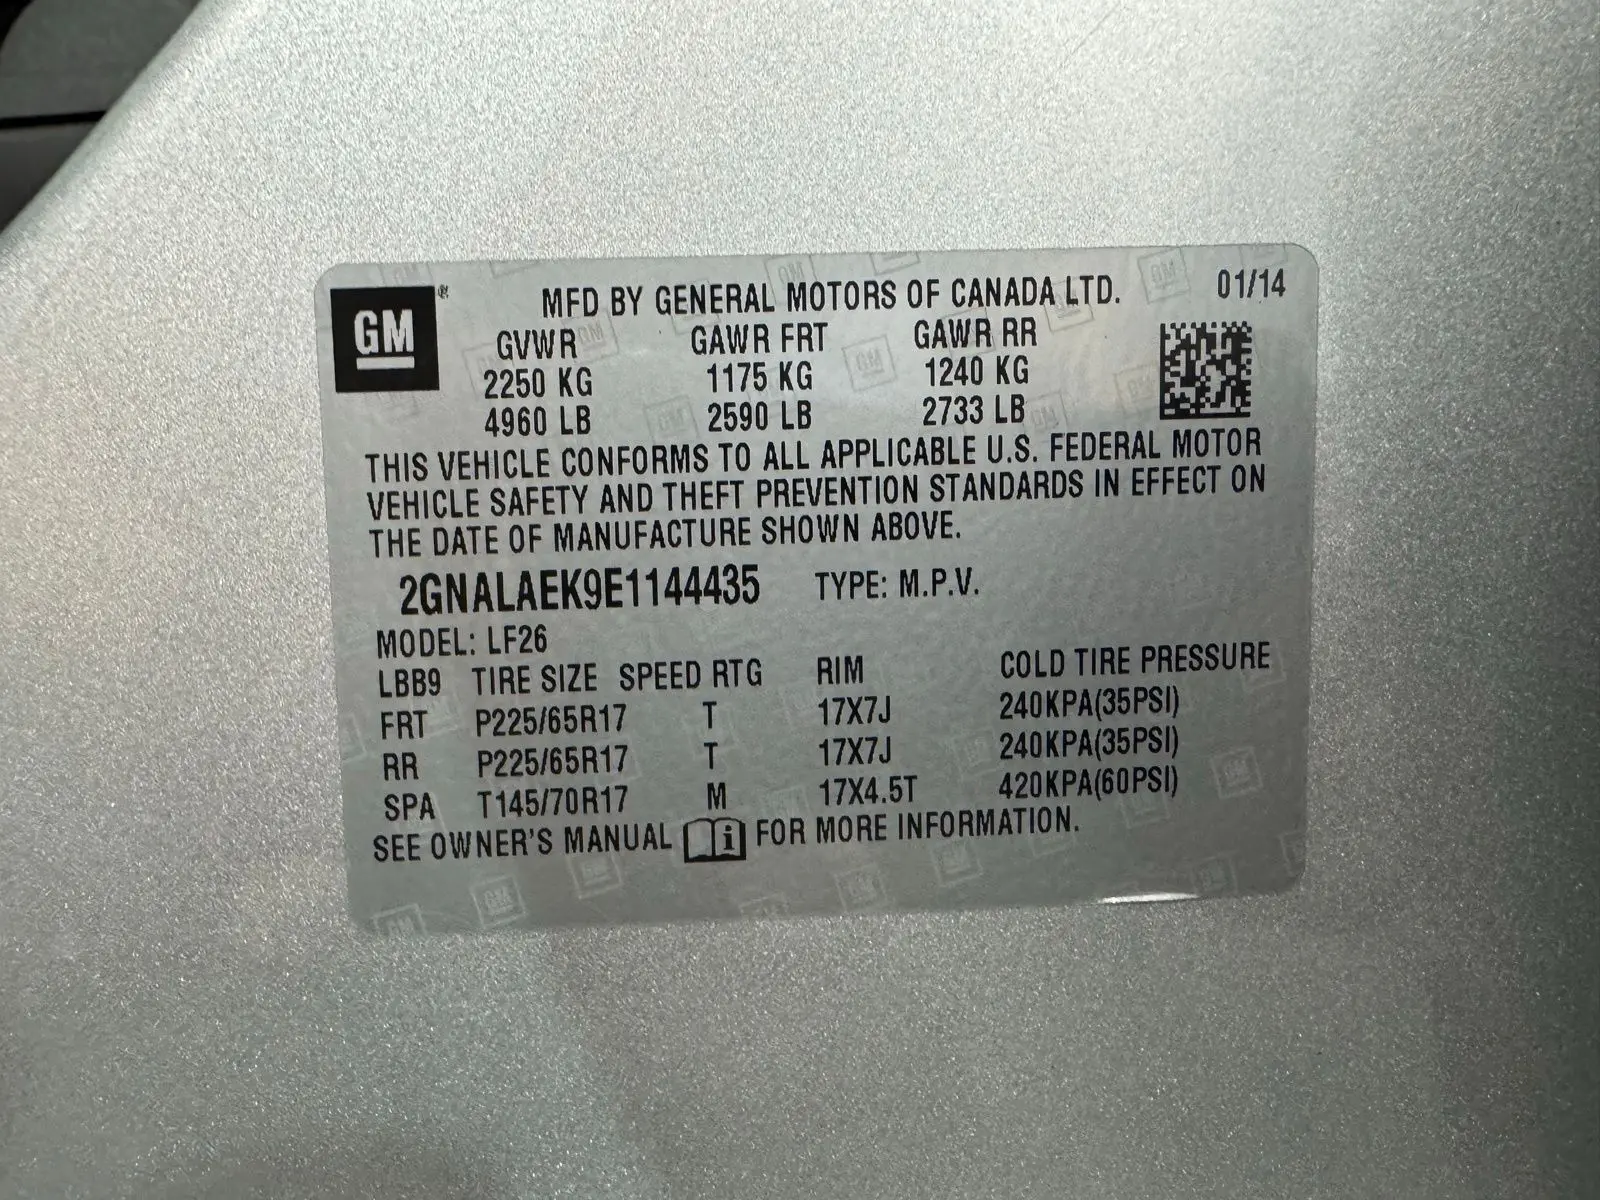 GM
MFD BY GENERAL MOTORS OF CANADA LTD. 01/14
GVWR GAWR FRT GAWR RR
2250 KG 1175 KG 1240 KG
4960 LB 2590 LB 2733 LB
THIS VEHICLE CONFORMS TO ALL APPLICABLE U.S. FEDERAL MOTOR
VEHICLE SAFETY AND THEFT PREVENTION STANDARDS IN EFFECT ON
THE DATE OF MANUFACTURE SHOWN ABOVE.
2GNALAEK9E1144435 TYPE: M.P.V.
MODEL: LF26
LBB9 TIRE SIZE SPEED RTG RIM COLD TIRE PRESSURE
FRT P225/65R17 T 17X7J 240KPA(35PSI)
RR P225/65R17 T 17X7J 240KPA(35PSI)
SPA T145/70R17 M 17X4.5T 420KPA(60PSI)
SEE OWNER'S MANUAL i FOR MORE INFORMATION.